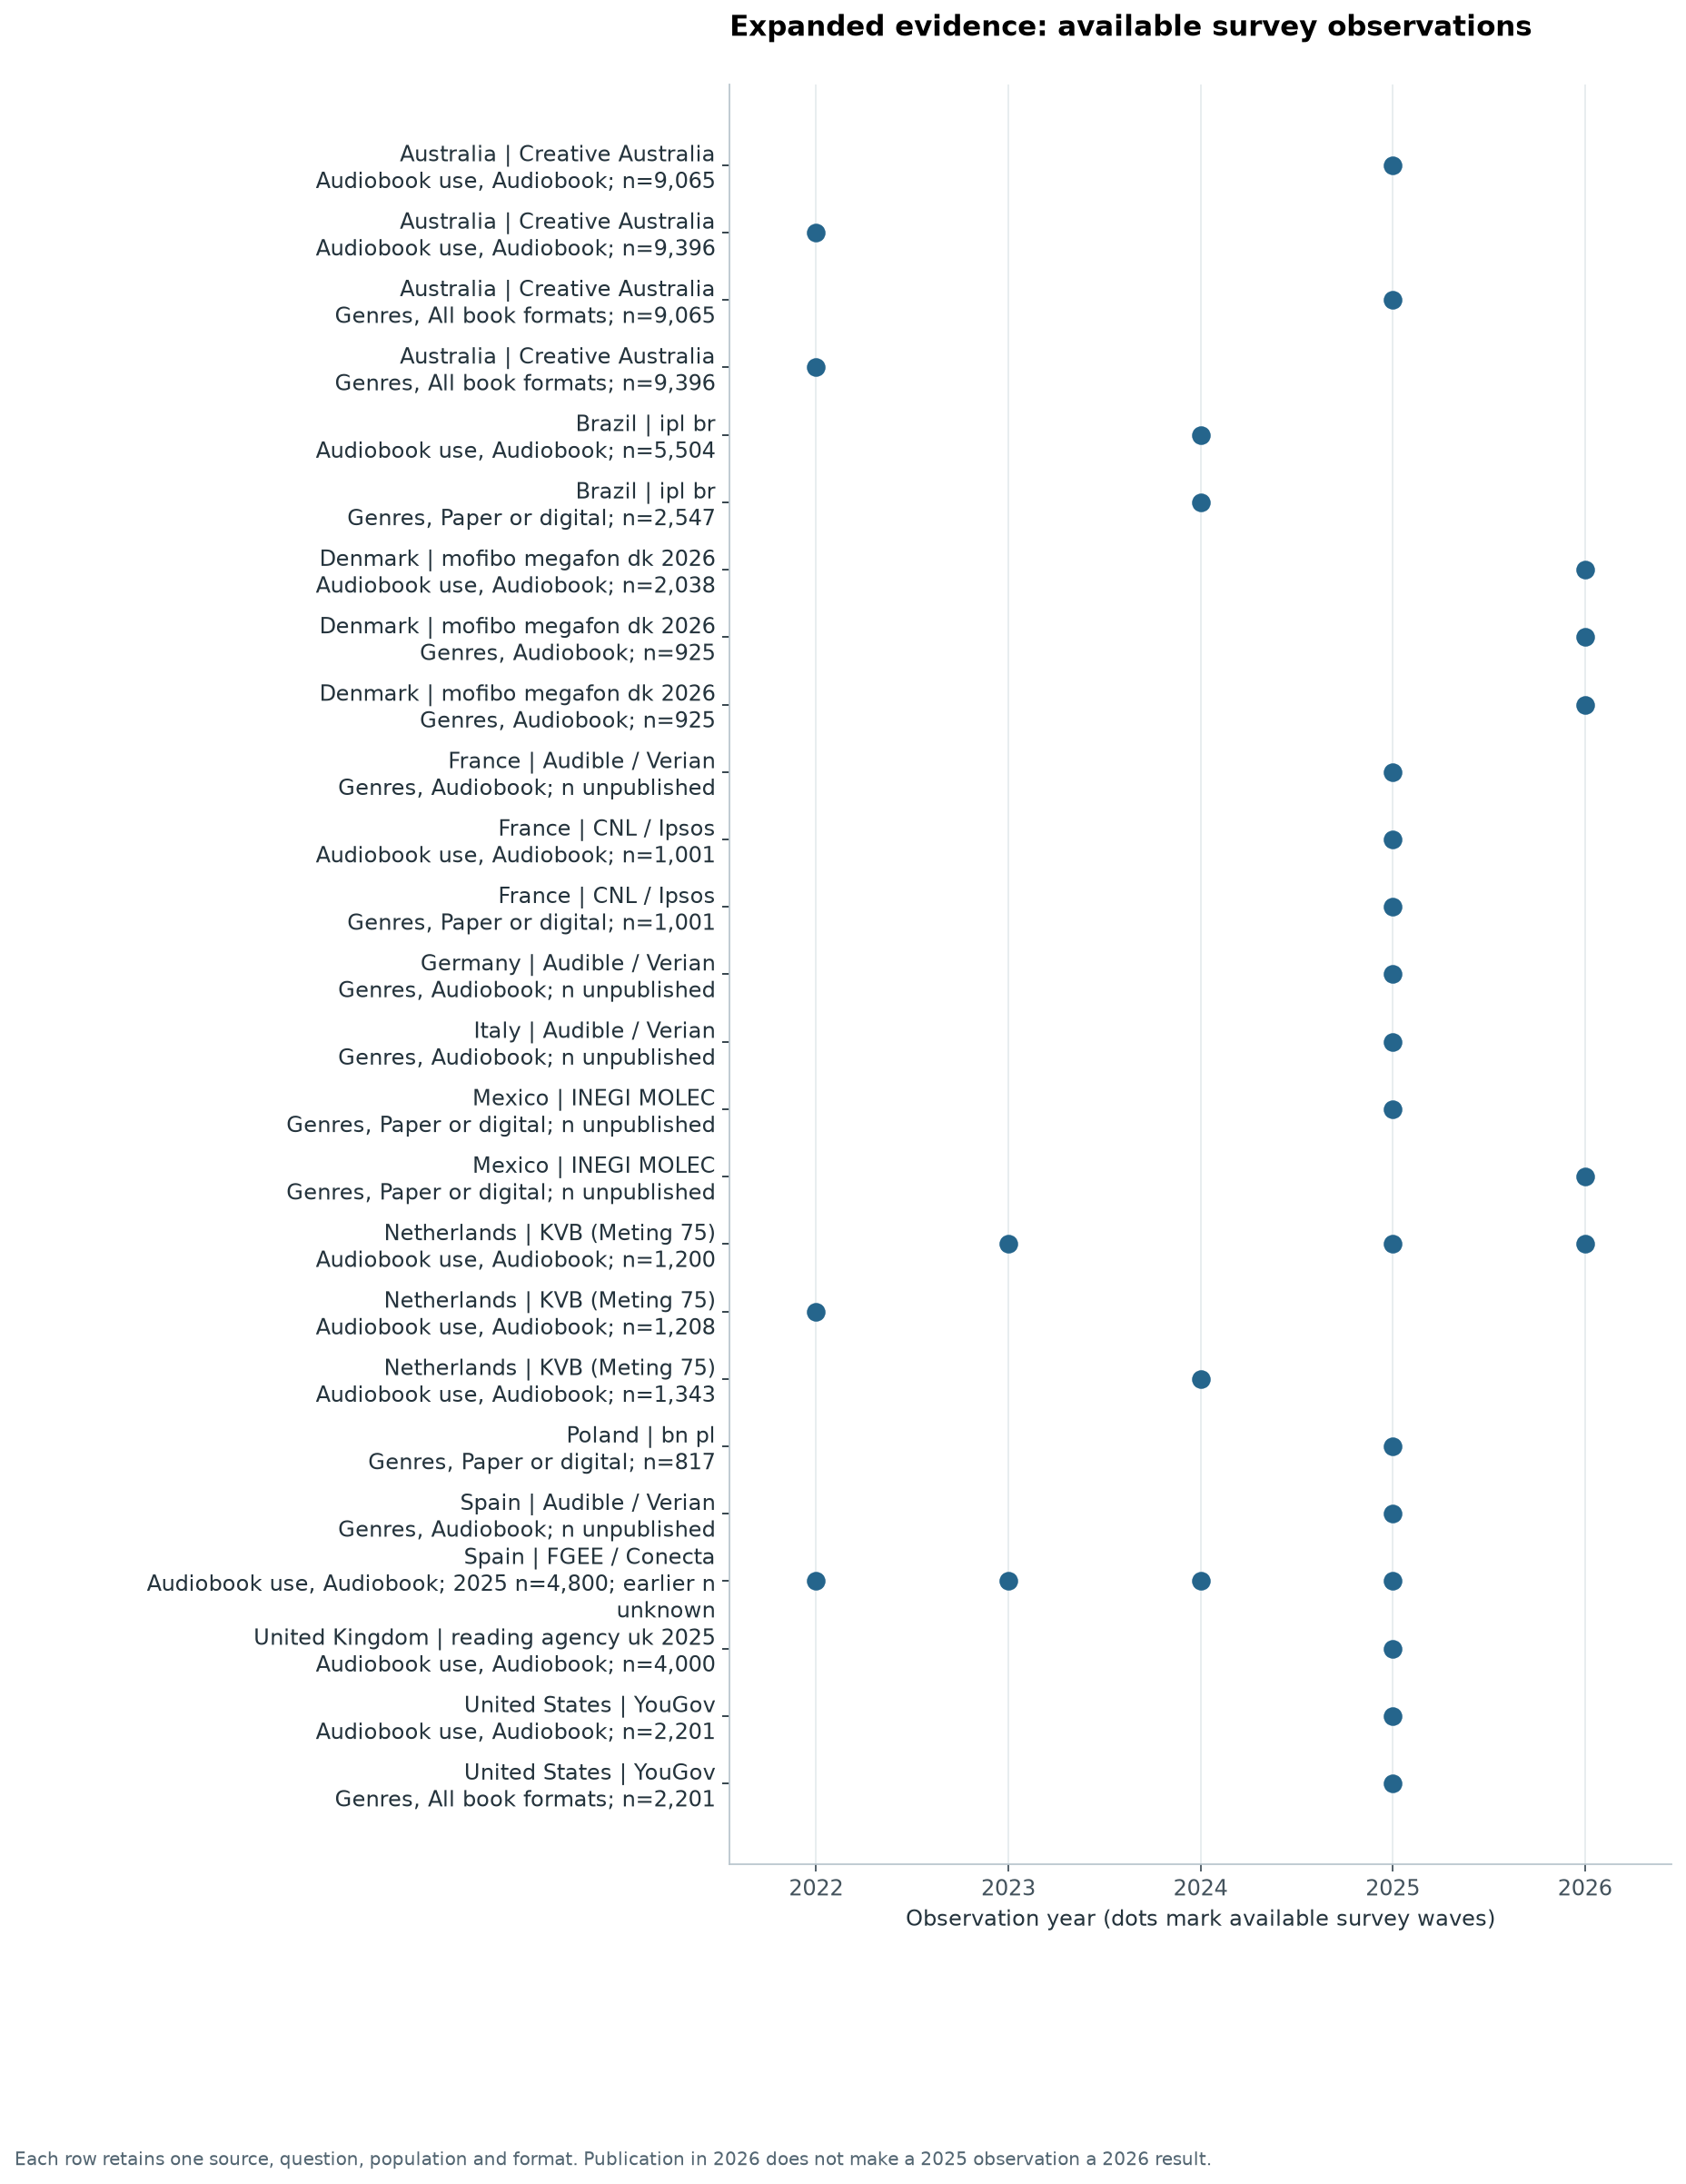 Expanded evidence: available survey observations
Australia | Creative Australia
Audiobook use, Audiobook; n=9,065
Australia | Creative Australia
Audiobook use, Audiobook; n=9,396
Australia | Creative Australia
Genres, All book formats; n=9,065
Australia | Creative Australia
Genres, All book formats; n=9,396
Brazil | ipl br
Audiobook use, Audiobook; n=5,504
Brazil | ipl br
Genres, Paper or digital; n=2,547
Denmark | mofibo megafon dk 2026
Audiobook use, Audiobook; n=2,038
Denmark | mofibo megafon dk 2026
Genres, Audiobook; n=925
Denmark | mofibo megafon dk 2026
Genres, Audiobook; n=925
France | Audible / Verian
Genres, Audiobook; n unpublished
France | CNL / Ipsos
Audiobook use, Audiobook; n=1,001
France | CNL / Ipsos
Genres, Paper or digital; n=1,001
Germany | Audible / Verian
Genres, Audiobook; n unpublished
Italy | Audible / Verian
Genres, Audiobook; n unpublished
Mexico | INEGI MOLEC
Genres, Paper or digital; n unpublished
Mexico | INEGI MOLEC
Genres, Paper or digital; n unpublished
Netherlands | KVB (Meting 75)
Audiobook use, Audiobook; n=1,200
Netherlands | KVB (Meting 75)
Audiobook use, Audiobook; n=1,208
Netherlands | KVB (Meting 75)
Audiobook use, Audiobook; n=1,343
Poland | bn pl
Genres, Paper or digital; n=817
Spain | Audible / Verian
Genres, Audiobook; n unpublished
Spain | FGEE / Conecta
Audiobook use, Audiobook; 2025 n=4,800; earlier n
unknown
United Kingdom | reading agency uk 2025
Audiobook use, Audiobook; n=4,000
United States | YouGov
Audiobook use, Audiobook; n=2,201
United States | YouGov
Genres, All book formats; n=2,201
2022 2023 2024 2025 2026
Observation year (dots mark available survey waves)
Each row retains one source, question, population and format. Publication in 2026 does not make a 2025 observation a 2026 result.